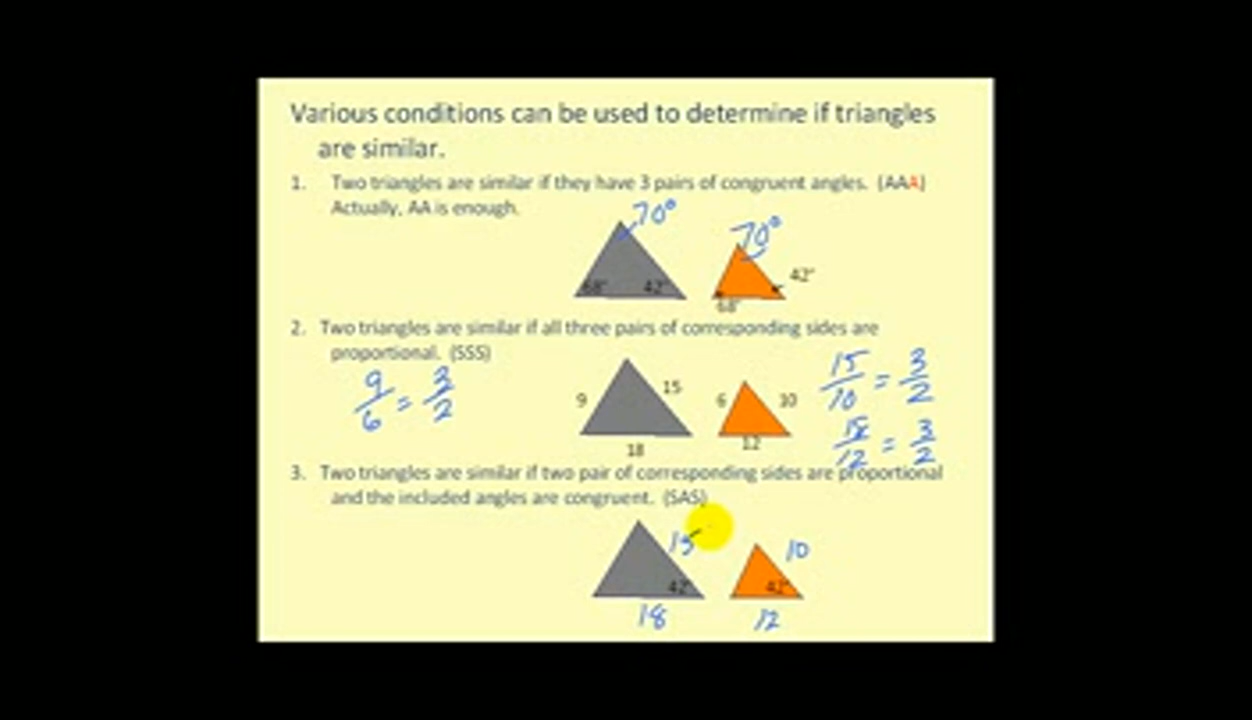 Various conditions can be used to determine if triangles
are similar.
1. Two triangles are similar if they have 3 pairs of congruent angles. (AAA)
Actually, AA is enough.
70° 70°
68° 42° 68° 42°
2. Two triangles are similar if all three pairs of corresponding sides are
proportional. (SSS)
9/6 = 3/2
9 15 18 6 10 12
15/10 = 3/2
18/12 = 3/2
3. Two triangles are similar if two pair of corresponding sides are proportional
and the included angles are congruent. (SAS)
15 10
42° 42°
18 12